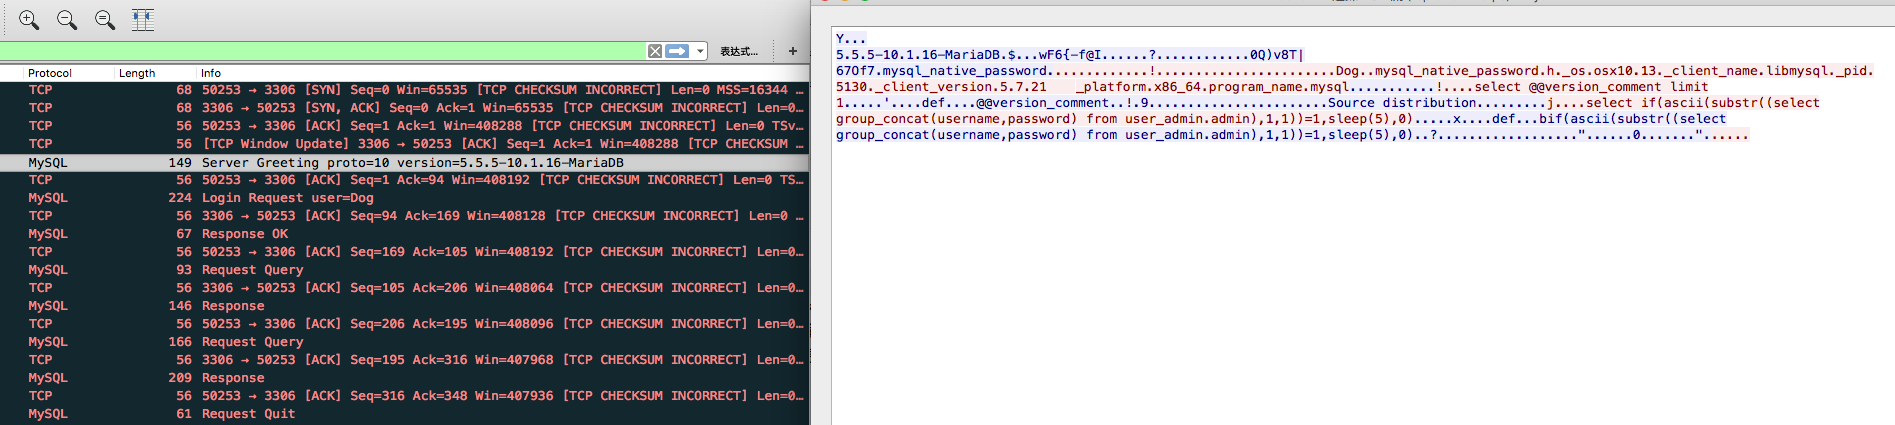 表达式...
+
Protocol Length Info
TCP 68 50253 → 3306 [SYN] Seq=0 Win=65535 [TCP CHECKSUM INCORRECT] Len=0 MSS=16344 …
TCP 68 3306 → 50253 [SYN, ACK] Seq=0 Ack=1 Win=65535 [TCP CHECKSUM INCORRECT] Len=0…
TCP 56 50253 → 3306 [ACK] Seq=1 Ack=1 Win=408288 [TCP CHECKSUM INCORRECT] Len=0 TSv…
TCP 56 [TCP Window Update] 3306 → 50253 [ACK] Seq=1 Ack=1 Win=408288 [TCP CHECKSUM …
MySQL 149 Server Greeting proto=10 version=5.5.5-10.1.16-MariaDB
TCP 56 50253 → 3306 [ACK] Seq=1 Ack=94 Win=408192 [TCP CHECKSUM INCORRECT] Len=0 TS…
MySQL 224 Login Request user=Dog
TCP 56 3306 → 50253 [ACK] Seq=94 Ack=169 Win=408128 [TCP CHECKSUM INCORRECT] Len=0 …
MySQL 67 Response OK
TCP 56 50253 → 3306 [ACK] Seq=169 Ack=105 Win=408192 [TCP CHECKSUM INCORRECT] Len=0…
MySQL 93 Request Query
TCP 56 3306 → 50253 [ACK] Seq=105 Ack=206 Win=408064 [TCP CHECKSUM INCORRECT] Len=0…
MySQL 146 Response
TCP 56 50253 → 3306 [ACK] Seq=206 Ack=195 Win=408096 [TCP CHECKSUM INCORRECT] Len=0…
MySQL 166 Request Query
TCP 56 3306 → 50253 [ACK] Seq=195 Ack=316 Win=407968 [TCP CHECKSUM INCORRECT] Len=0…
MySQL 209 Response
TCP 56 50253 → 3306 [ACK] Seq=316 Ack=348 Win=407936 [TCP CHECKSUM INCORRECT] Len=0…
MySQL 61 Request Quit
Y...
5.5.5-10.1.16-MariaDB.$...wF6{-f@I......?............0Q)v8T|
67Of7.mysql_native_password.............!.......................Dog..mysql_native_password.h._os.osx10.13._client_name.libmysql._pid.
5130._client_version.5.7.21 _platform.x86_64.program_name.mysql...........!....select @@version_comment limit
1.....'....def....@@version_comment..!.9.......................Source distribution.........j....select if(ascii(substr((select
group_concat(username,password) from user_admin.admin),1,1))=1,sleep(5),0).....x....def...bif(ascii(substr((select
group_concat(username,password) from user_admin.admin),1,1))=1,sleep(5),0)..?.................."......0......."......